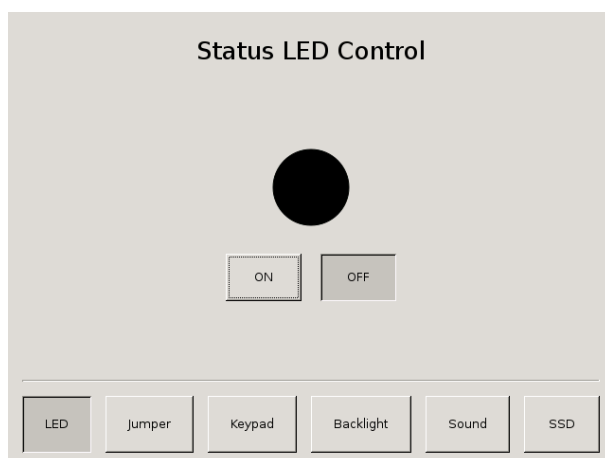 Status LED Control
ON OFF
LED Jumper Keypad Backlight Sound SSD